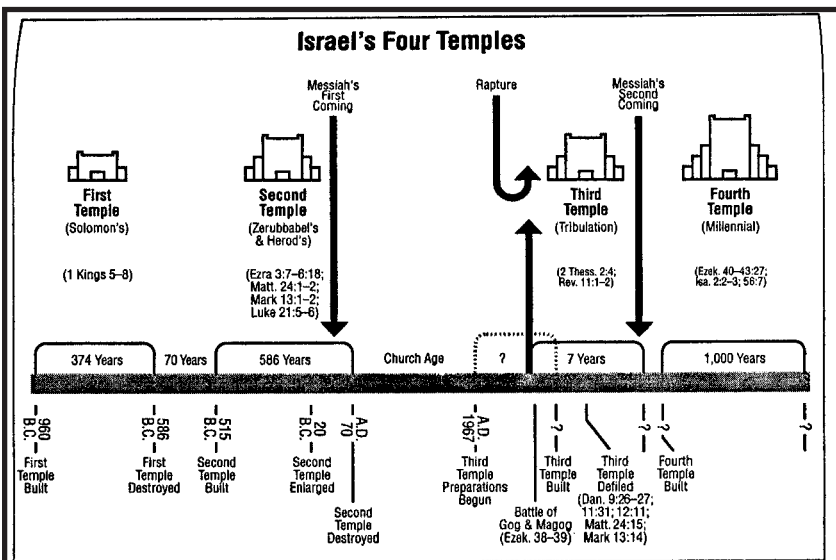 Israel's Four Temples
Messiah's
First
Coming
Rapture
Messiah's
Second
Coming
First
Temple
(Solomon's)
(1 Kings 5–8)
Second
Temple
(Zerubbabel's
& Herod's)
(Ezra 3:7–6:18;
Matt. 24:1–2;
Mark 13:1–2;
Luke 21:5–6)
Third
Temple
(Tribulation)
(2 Thess. 2:4;
Rev. 11:1–2)
Fourth
Temple
(Millennial)
(Ezek. 40–43:27;
Isa. 2:2–3; 56:7)
374 Years
70 Years
586 Years
Church Age
?
7 Years
1,000 Years
960
B.C.
First
Temple
Built
586
B.C.
First
Temple
Destroyed
515
B.C.
Second
Temple
Built
20
B.C.
Second
Temple
Enlarged
A.D.
70
Second
Temple
Destroyed
A.D.
1967
Third
Temple
Preparations
Begun
Battle of
Gog & Magog
(Ezek. 38–39)
?
Third
Temple
Built
Third
Temple
Defiled
(Dan. 9:26–27;
11:31; 12:11;
Matt. 24:15;
Mark 13:14)
?
?
Fourth
Temple
Built
?